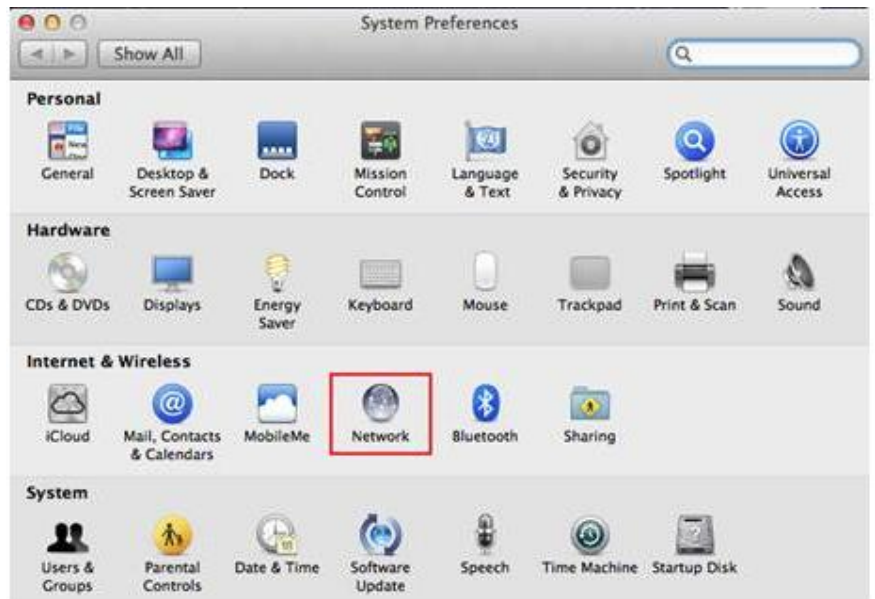 System Preferences
Show All
Personal
General
Desktop & Screen Saver
Dock
Mission Control
Language & Text
Security & Privacy
Spotlight
Universal Access
Hardware
CDs & DVDs
Displays
Energy Saver
Keyboard
Mouse
Trackpad
Print & Scan
Sound
Internet & Wireless
iCloud
Mail, Contacts & Calendars
MobileMe
Network
Bluetooth
Sharing
System
Users & Groups
Parental Controls
Date & Time
Software Update
Speech
Time Machine
Startup Disk